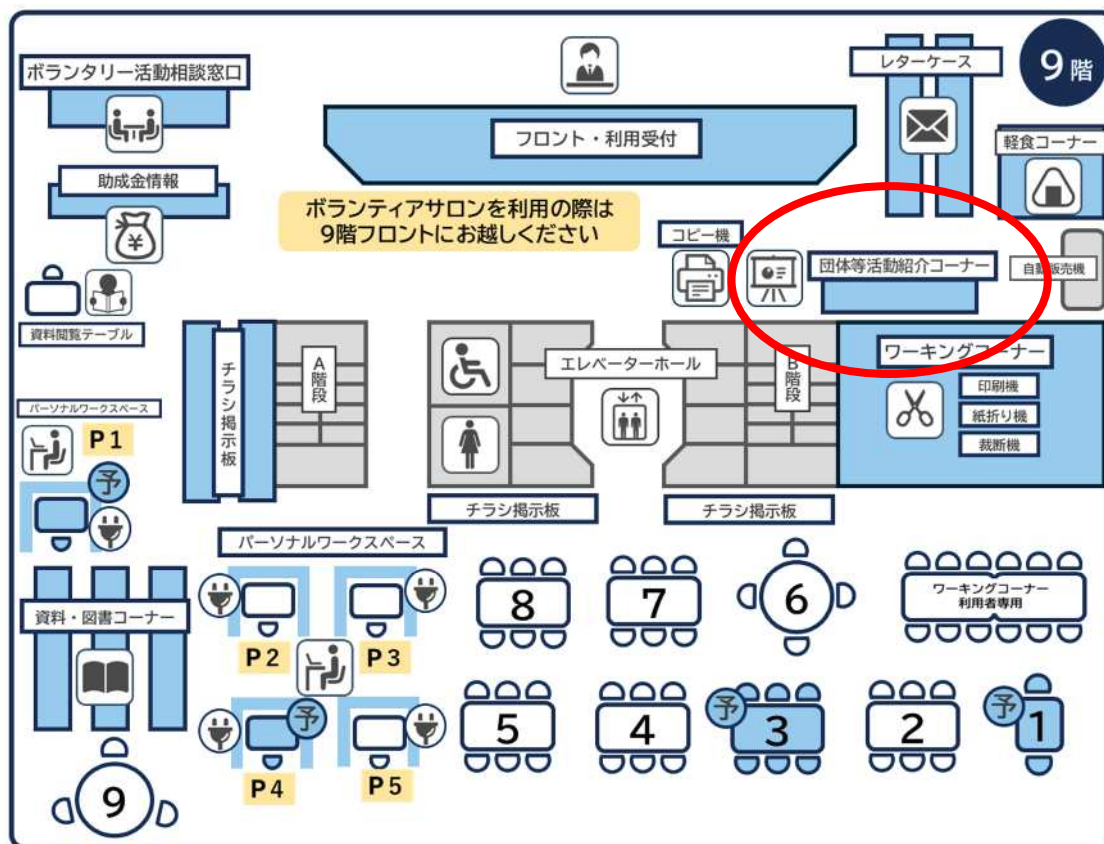 9階
ボランタリー活動相談窓口
レターケース
フロント・利用受付
軽食コーナー
助成金情報
¥
ボランティアサロンを利用の際は
9階フロントにお越しください
コピー機
団体等活動紹介コーナー
自動販売機
資料閲覧テーブル
チラシ掲示板
A階段
エレベーターホール
B階段
ワーキングコーナー
印刷機
紙折り機
裁断機
パーソナルワークスペース
P1
予
チラシ掲示板
チラシ掲示板
パーソナルワークスペース
資料・図書コーナー
P2
P3
8
7
6
ワーキングコーナー
利用者専用
予
P4
P5
5
4
予
3
2
予
1
9